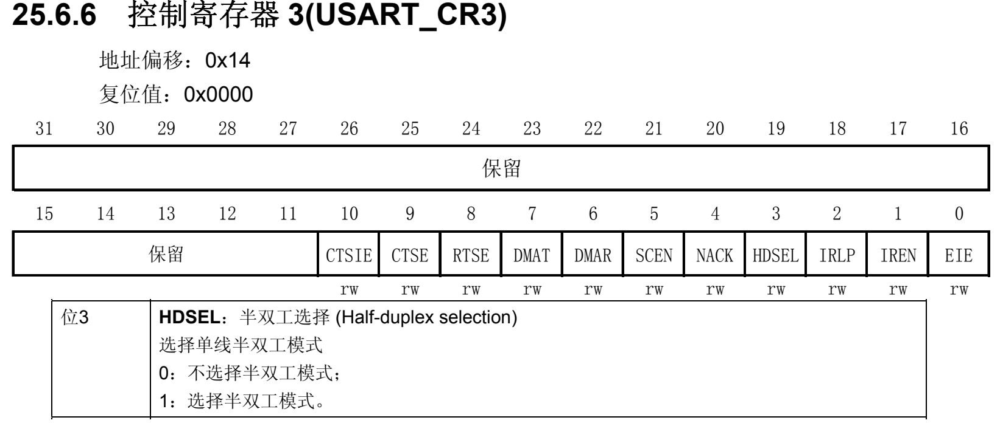 25.6.6 控制寄存器 3(USART_CR3)
地址偏移：0x14
复位值：0x0000
31 30 29 28 27 26 25 24 23 22 21 20 19 18 17 16
保留
15 14 13 12 11 10 9 8 7 6 5 4 3 2 1 0
保留 CTSIE CTSE RTSE DMAT DMAR SCEN NACK HDSEL IRLP IREN EIE
rw rw rw rw rw rw rw rw rw rw rw
位3 HDSEL：半双工选择 (Half-duplex selection)
选择单线半双工模式
0：不选择半双工模式；
1：选择半双工模式。